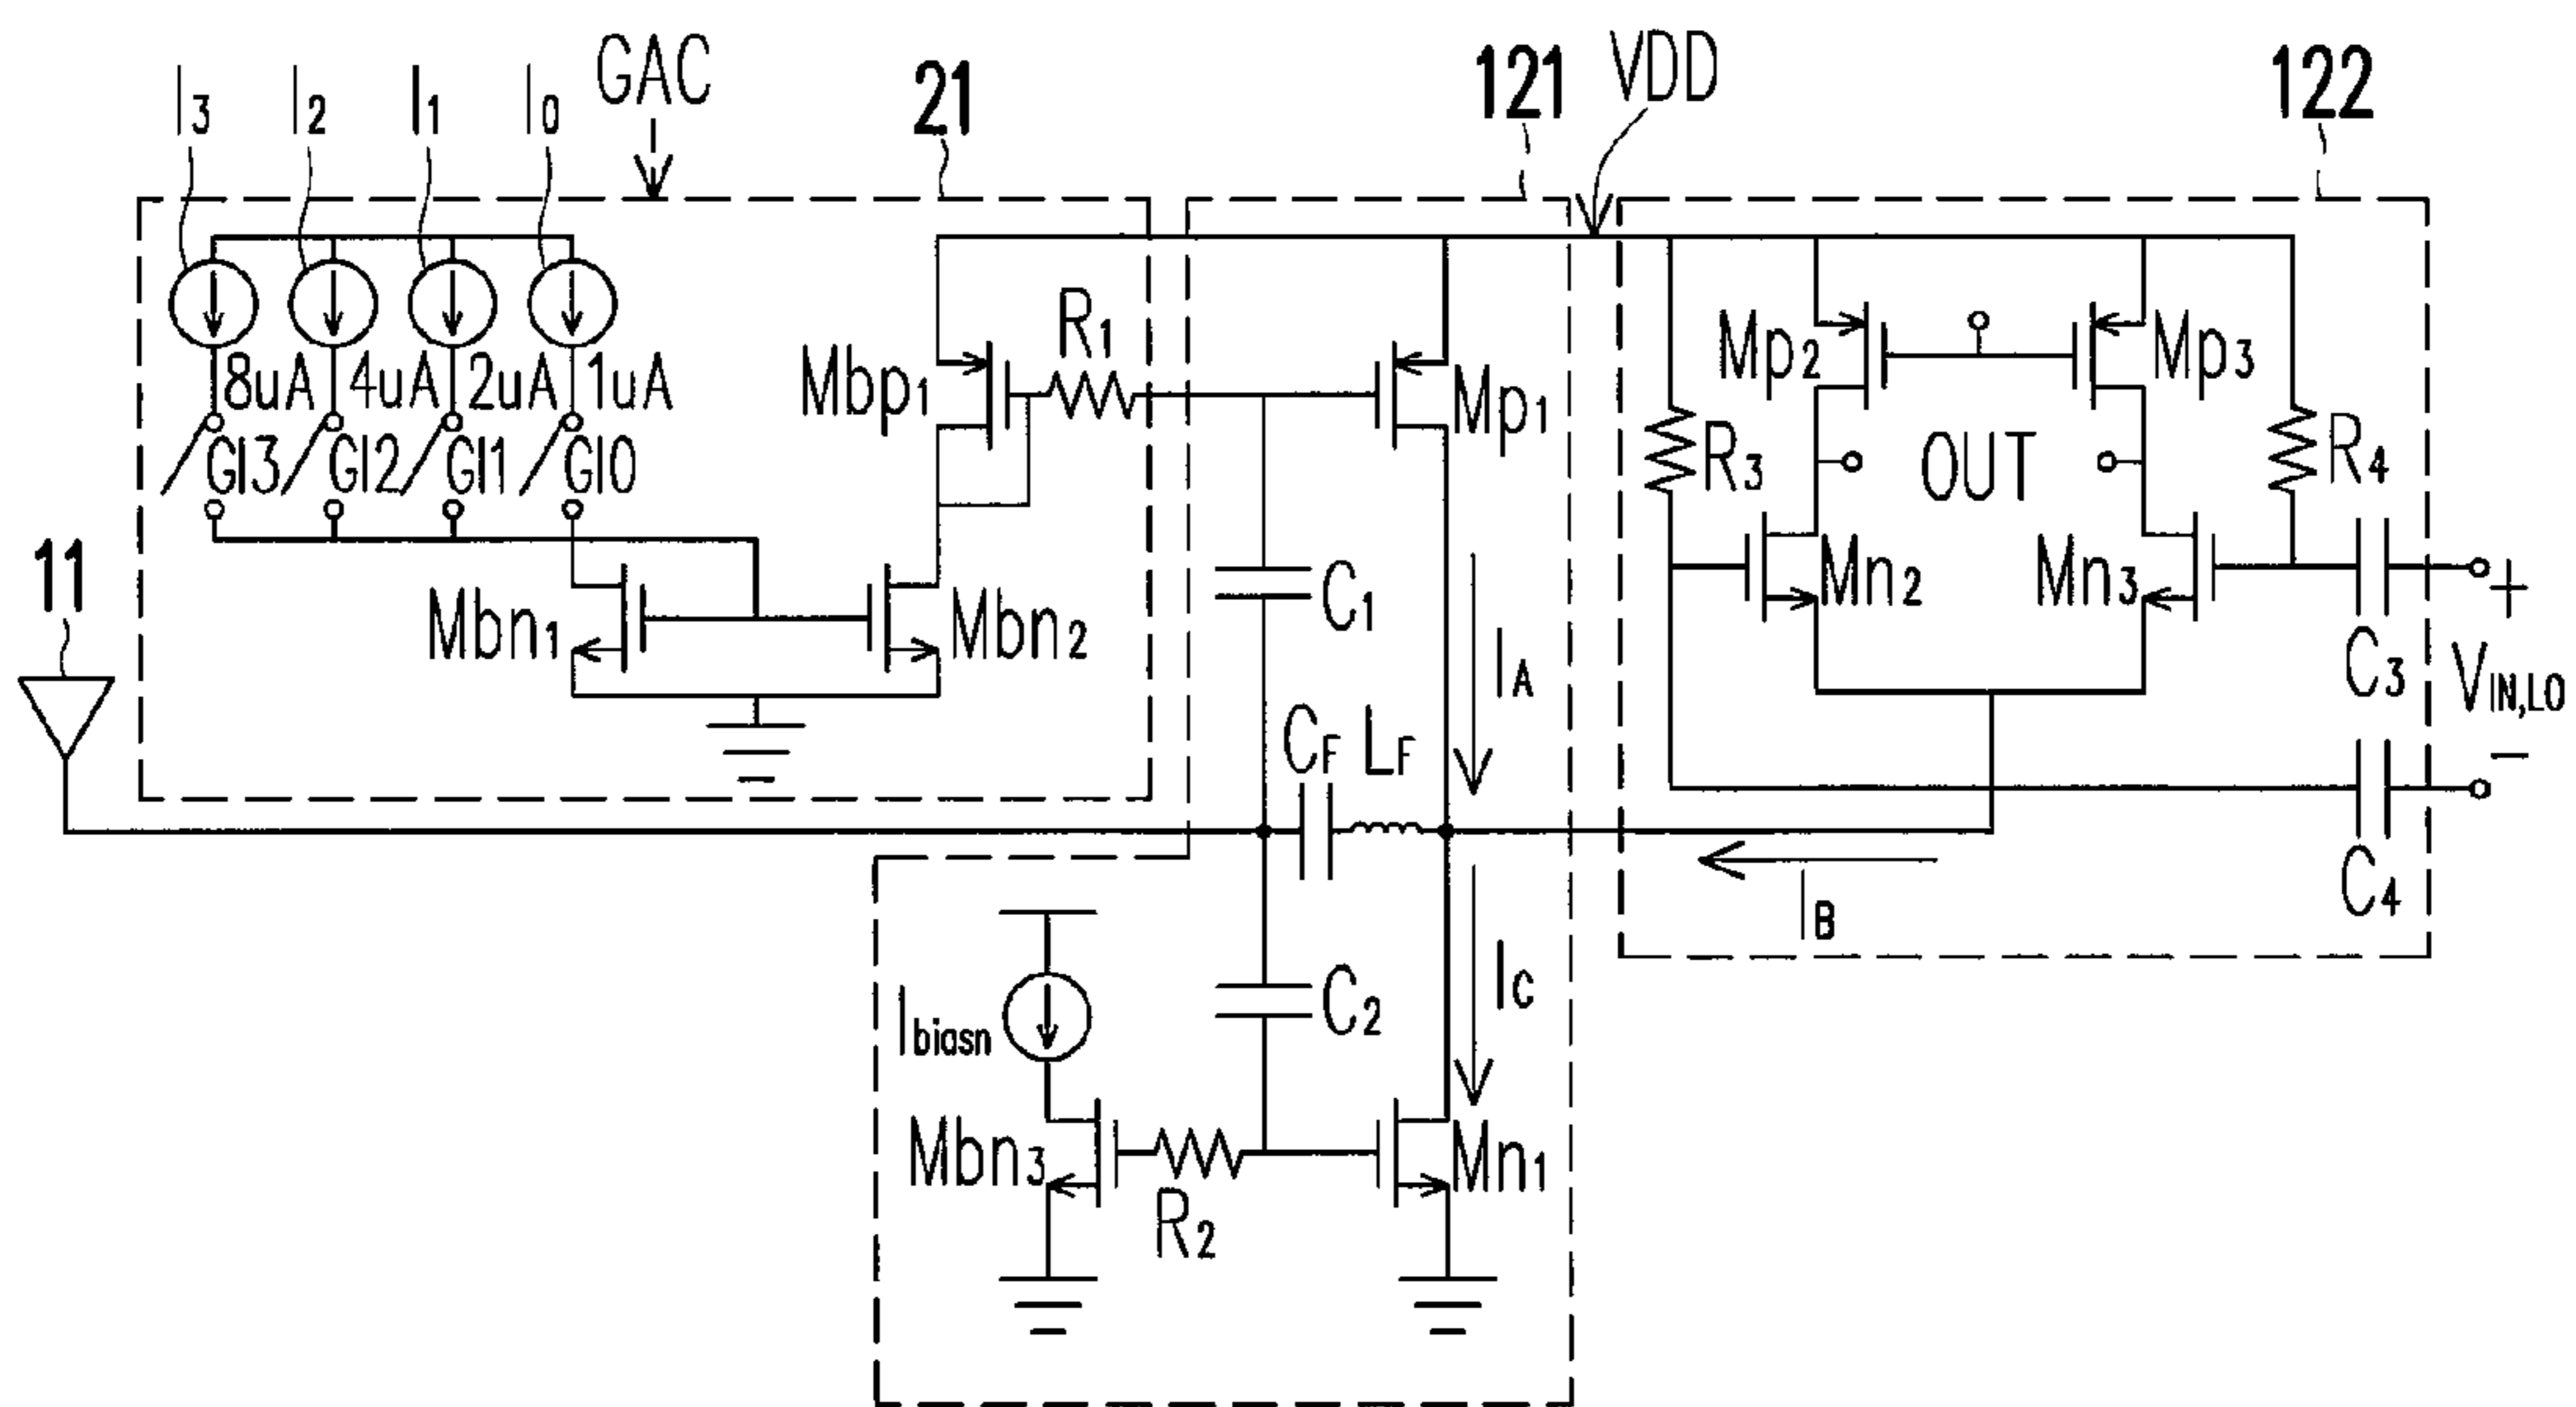 I3 I2 I1 I0 GAC 21 121 VDD 122
8uA 4uA 2uA 1uA
GI3 GI2 GI1 GI0
Mbp1 R1 Mp1 Mp2 Mp3
R3 OUT R4
11 Mbn1 Mbn2 C1 Mn2 Mn3
+
IA C3 VIN,LO
CF LF −
IB C4
Ibiasn C2 IC
Mbn3 R2 Mn1